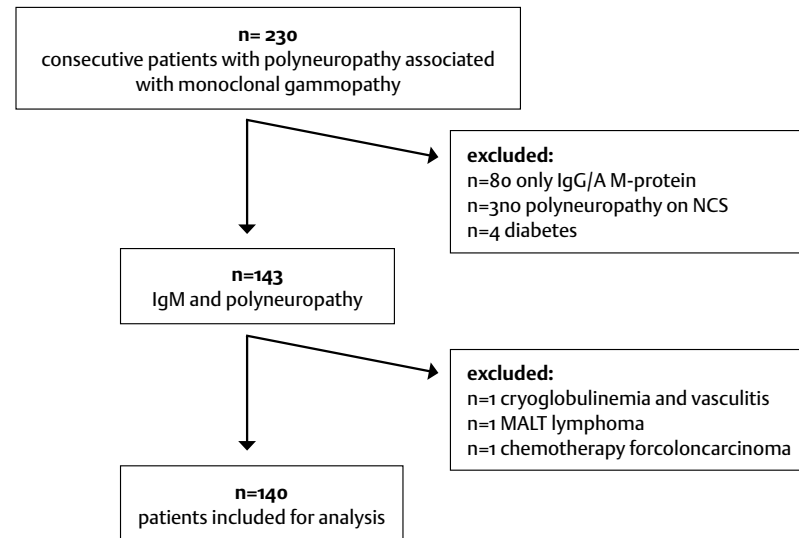 n= 230
consecutive patients with polyneuropathy associated
with monoclonal gammopathy
excluded:
n=80 only IgG/A M-protein
n=3no polyneuropathy on NCS
n=4 diabetes
n=143
IgM and polyneuropathy
excluded:
n=1 cryoglobulinemia and vasculitis
n=1 MALT lymphoma
n=1 chemotherapy forcoloncarcinoma
n=140
patients included for analysis